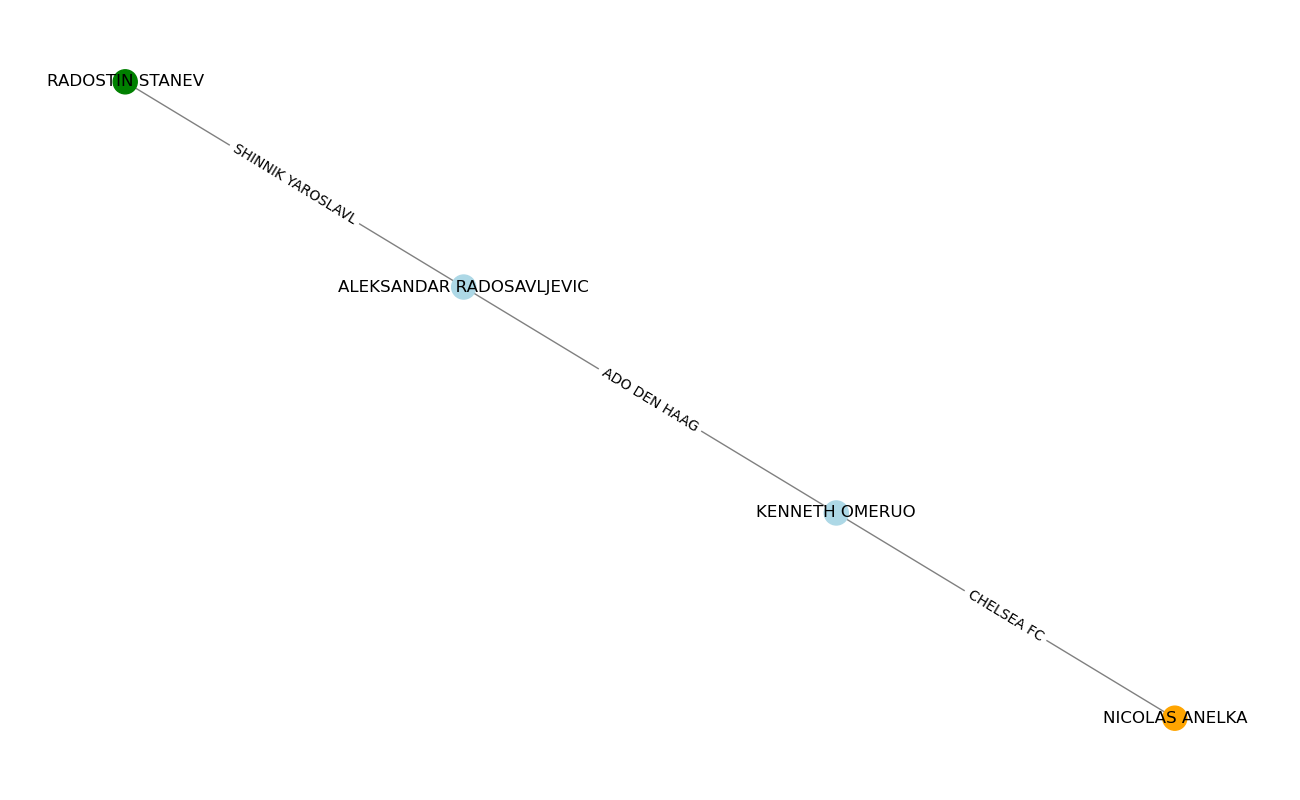 RADOSTIN STANEV
SHINNIK YAROSLAVL
ALEKSANDAR RADOSAVLJEVIC
ADO DEN HAAG
KENNETH OMERUO
CHELSEA FC
NICOLAS ANELKA